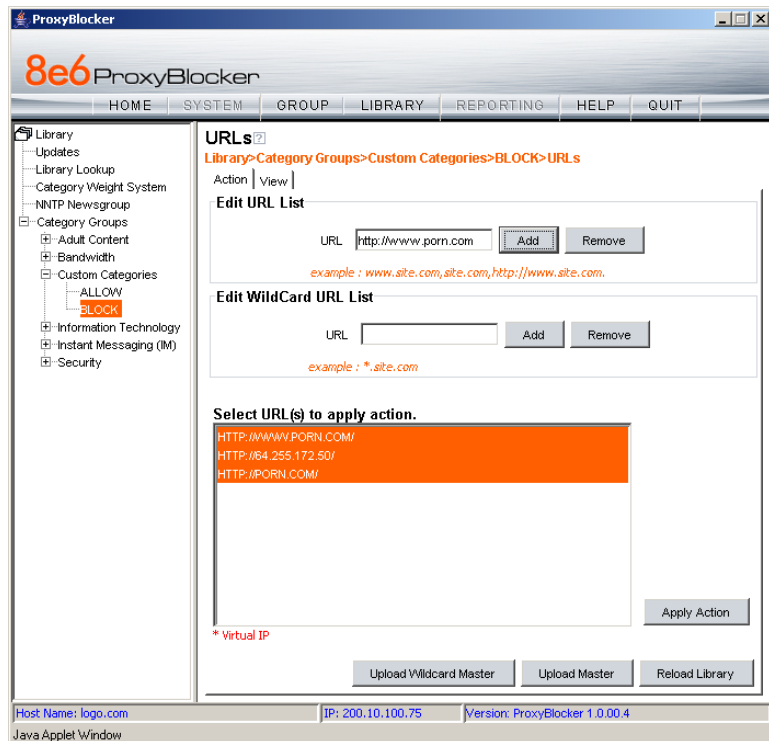 ProxyBlocker
8e6 ProxyBlocker
HOME SYSTEM GROUP LIBRARY REPORTING HELP QUIT
Library
Updates
Library Lookup
Category Weight System
NNTP Newsgroup
Category Groups
Adult Content
Bandwidth
Custom Categories
ALLOW
BLOCK
Information Technology
Instant Messaging (IM)
Security
URLs ?
Library>Category Groups>Custom Categories>BLOCK>URLs
Action View
Edit URL List
URL http://www.porn.com Add Remove
example : www.site.com,site.com,http://www.site.com.
Edit WildCard URL List
URL Add Remove
example : *.site.com
Select URL(s) to apply action.
HTTP://WWW.PORN.COM/
HTTP://64.255.172.50/
HTTP://PORN.COM/
Apply Action
* Virtual IP
Upload Wildcard Master Upload Master Reload Library
Host Name: logo.com IP: 200.10.100.75 Version: ProxyBlocker 1.0.00.4
Java Applet Window